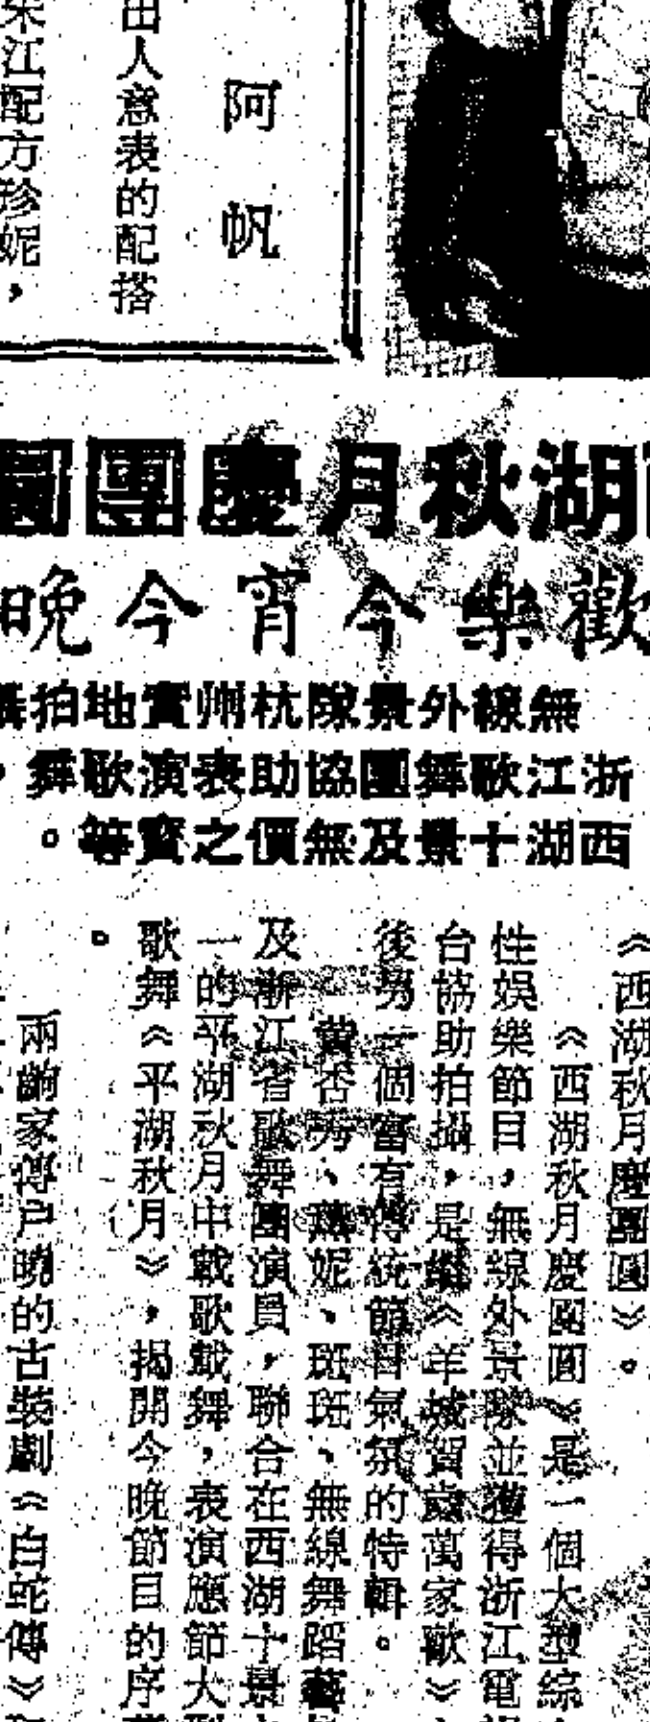 阿帆
出人意表的配搭
宋江配方珍妮，
湖秋月慶團圓
歡樂今宵今晚
無線外景隊杭州實地拍攝
浙江歌舞團協助表演歌舞，
西湖十景及無價之寶等。
《西湖秋月慶團圓》。
《西湖秋月慶團圓》是一個大型綜
性娛樂節目，無線外景隊並獲得浙江電
台協助拍攝，是繼《羊城賀歲萬家歡》
後另一個富有傳統節目氣氛的特輯。
黃杏秀、燕妮、斑斑、無線舞蹈藝
及浙江省歌舞團演員，聯合在西湖十景
一的平湖秋月中載歌載舞，表演應節大
歌舞《平湖秋月》，揭開今晚節目的序
。
兩齣家傳戶曉的古裝劇《白蛇傳》